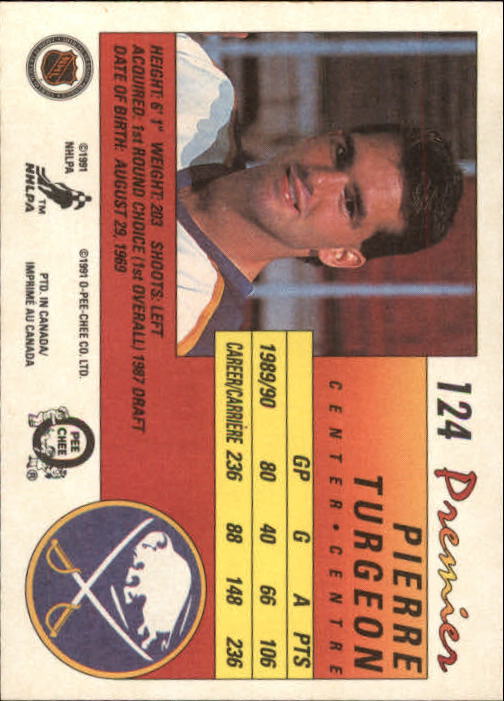 124 Premier
PIERRE
TURGEON
CENTER • CENTRE
GP G A PTS
1989/90 80 40 66 106
CAREER/CARRIÈRE 236 88 148 236
HEIGHT: 6' 1" WEIGHT: 203 SHOOTS: LEFT
ACQUIRED: 1st ROUND CHOICE (1st OVERALL) 1987 DRAFT
DATE OF BIRTH: AUGUST 29, 1969
NHL
©1991
NHLPA
NHLPA™
©1991 O-PEE-CHEE CO. LTD.
PTD. IN CANADA/
IMPRIMÉ AU CANADA
O
PEE
CHEE
®